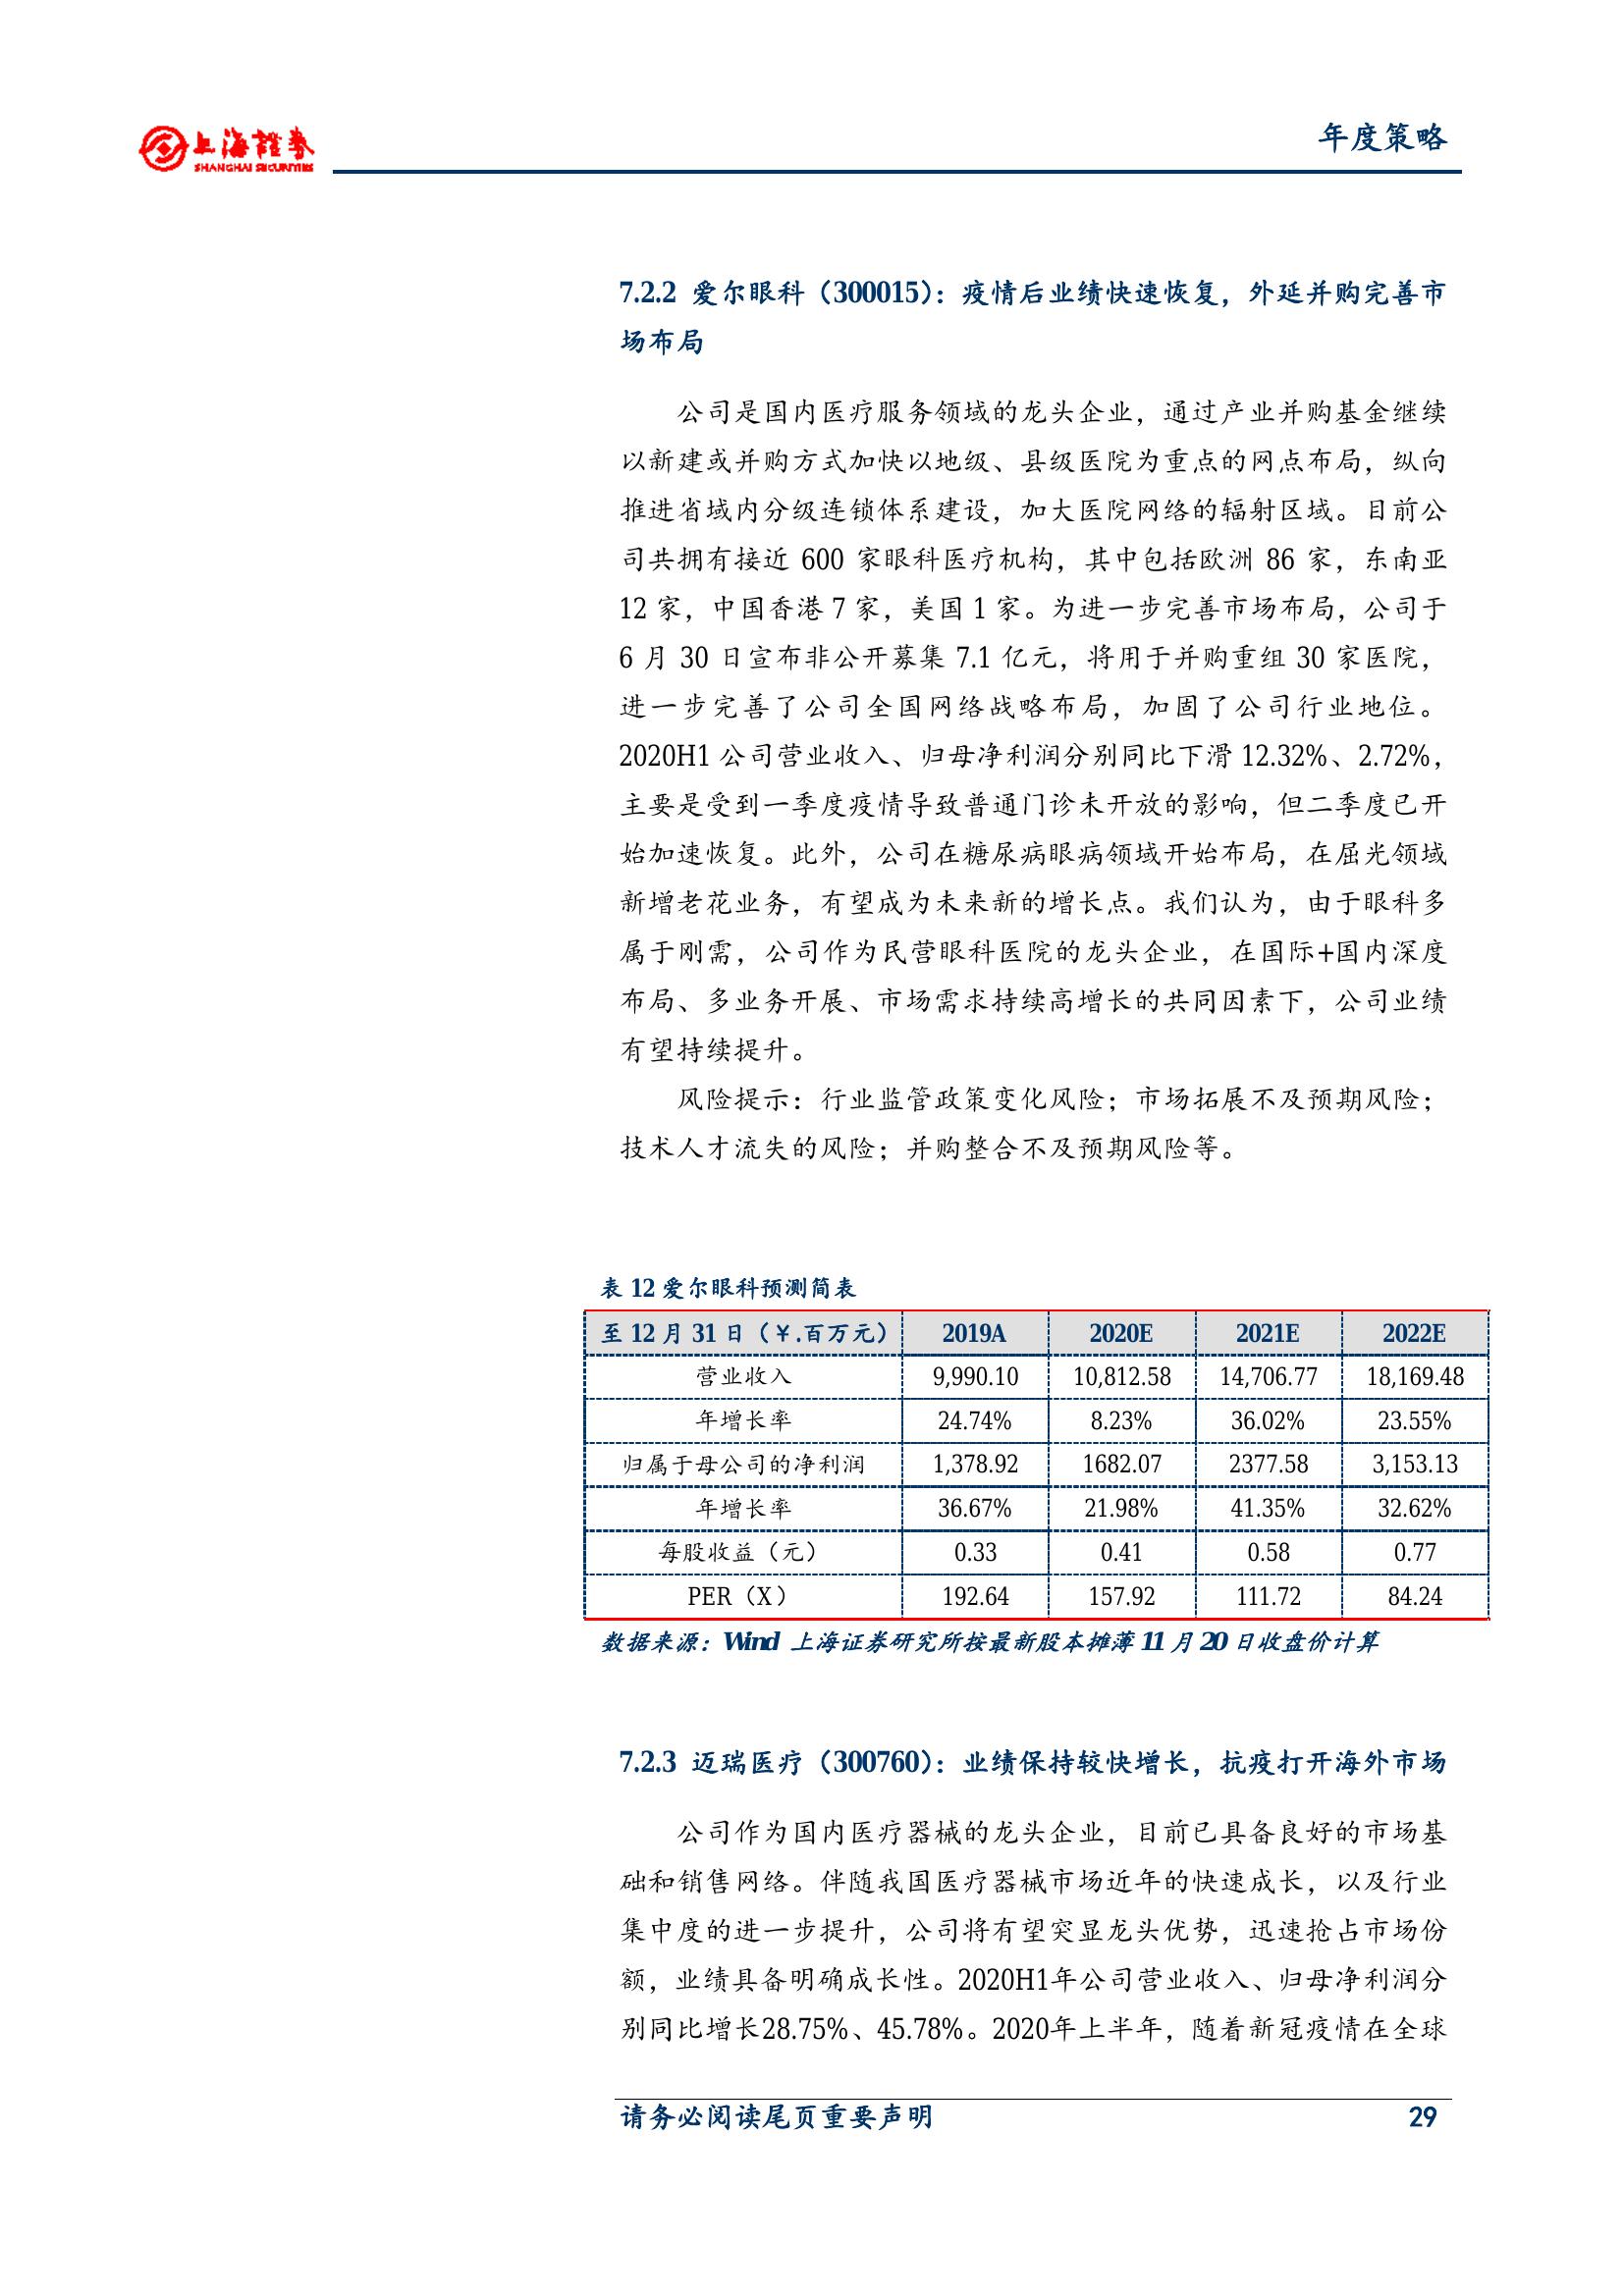 上海證券
SHANGHAI SECURITIES
年度策略
7.2.2 爱尔眼科（300015）：疫情后业绩快速恢复，外延并购完善市
场布局
公司是国内医疗服务领域的龙头企业，通过产业并购基金继续
以新建或并购方式加快以地级、县级医院为重点的网点布局，纵向
推进省域内分级连锁体系建设，加大医院网络的辐射区域。目前公
司共拥有接近 600 家眼科医疗机构，其中包括欧洲 86 家，东南亚
12 家，中国香港 7 家，美国 1 家。为进一步完善市场布局，公司于
6 月 30 日宣布非公开募集 7.1 亿元，将用于并购重组 30 家医院，
进一步完善了公司全国网络战略布局，加固了公司行业地位。
2020H1 公司营业收入、归母净利润分别同比下滑 12.32%、2.72%，
主要是受到一季度疫情导致普通门诊未开放的影响，但二季度已开
始加速恢复。此外，公司在糖尿病眼病领域开始布局，在屈光领域
新增老花业务，有望成为未来新的增长点。我们认为，由于眼科多
属于刚需，公司作为民营眼科医院的龙头企业，在国际+国内深度
布局、多业务开展、市场需求持续高增长的共同因素下，公司业绩
有望持续提升。
风险提示：行业监管政策变化风险；市场拓展不及预期风险；
技术人才流失的风险；并购整合不及预期风险等。
表 12 爱尔眼科预测简表
至 12 月 31 日（￥.百万元） 2019A 2020E 2021E 2022E
营业收入 9,990.10 10,812.58 14,706.77 18,169.48
年增长率 24.74% 8.23% 36.02% 23.55%
归属于母公司的净利润 1,378.92 1682.07 2377.58 3,153.13
年增长率 36.67% 21.98% 41.35% 32.62%
每股收益（元） 0.33 0.41 0.58 0.77
PER（X） 192.64 157.92 111.72 84.24
数据来源：Wind 上海证券研究所按最新股本摊薄 11 月 20 日收盘价计算
7.2.3 迈瑞医疗（300760）：业绩保持较快增长，抗疫打开海外市场
公司作为国内医疗器械的龙头企业，目前已具备良好的市场基
础和销售网络。伴随我国医疗器械市场近年的快速成长，以及行业
集中度的进一步提升，公司将有望突显龙头优势，迅速抢占市场份
额，业绩具备明确成长性。2020H1年公司营业收入、归母净利润分
别同比增长28.75%、45.78%。2020年上半年，随着新冠疫情在全球
请务必阅读尾页重要声明 29